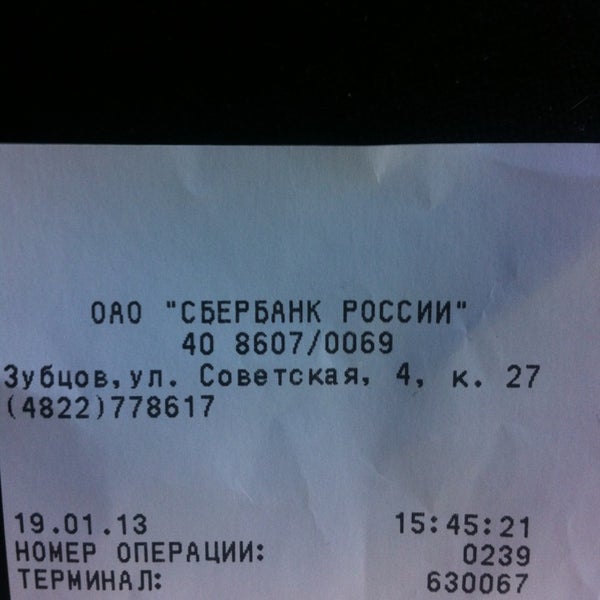 ОАО "СБЕРБАНК РОССИИ"
40 8607/0069
Зубцов,ул. Советская, 4, к. 27
(4822)778617
19.01.13 15:45:21
НОМЕР ОПЕРАЦИИ: 0239
ТЕРМИНАЛ: 630067